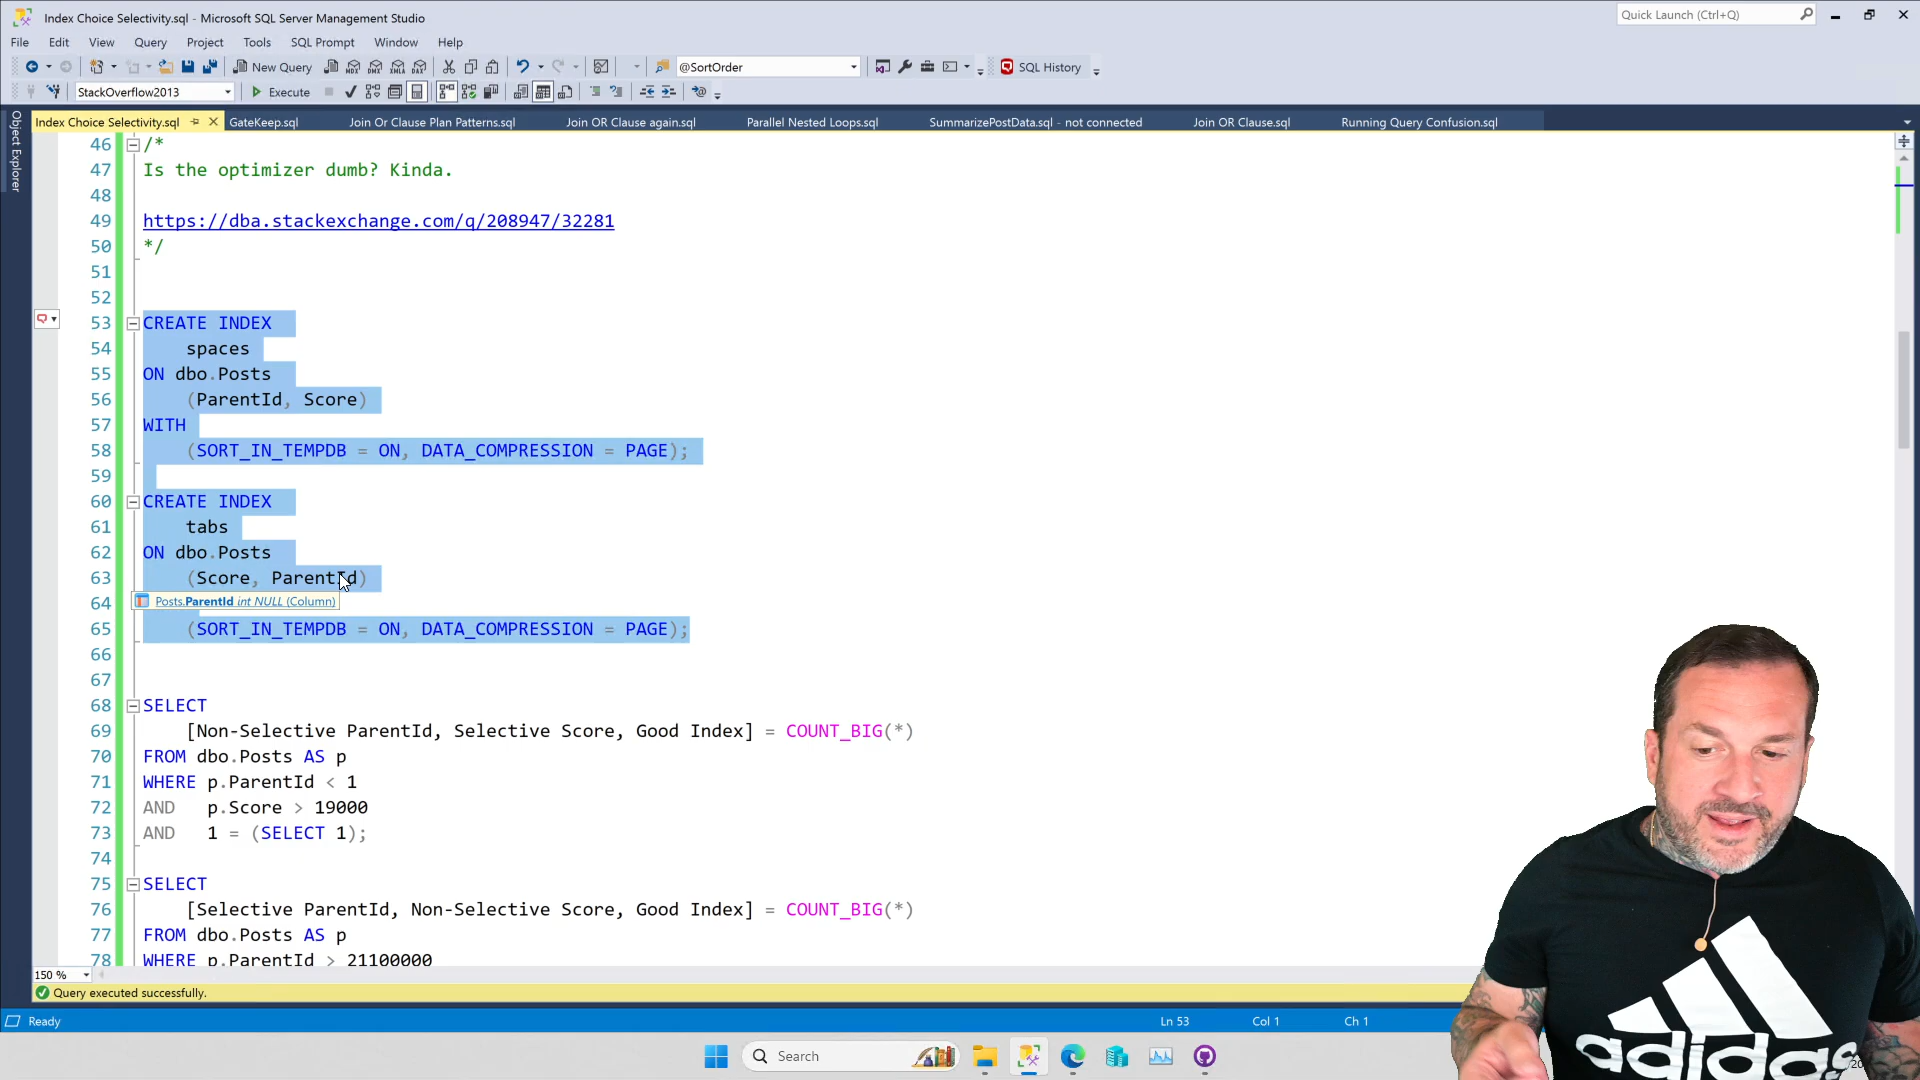 Index Choice Selectivity.sql - Microsoft SQL Server Management Studio
Quick Launch (Ctrl+Q)
File Edit View Query Project Tools SQL Prompt Window Help
New Query MDX DMX XMLA DAX @SortOrder SQL History
StackOverflow2013 Execute
Index Choice Selectivity.sql GateKeep.sql Join Or Clause Plan Patterns.sql Join OR Clause again.sql Parallel Nested Loops.sql SummarizePostData.sql - not connected Join OR Clause.sql Running Query Confusion.sql
Object Explorer
46 /*
47 Is the optimizer dumb? Kinda.
48
49 https://dba.stackexchange.com/q/208947/32281
50 */
51
52
53 CREATE INDEX
54 spaces
55 ON dbo.Posts
56 (ParentId, Score)
57 WITH
58 (SORT_IN_TEMPDB = ON, DATA_COMPRESSION = PAGE);
59
60 CREATE INDEX
61 tabs
62 ON dbo.Posts
63 (Score, ParentId)
64 Posts.ParentId int NULL (Column)
65 (SORT_IN_TEMPDB = ON, DATA_COMPRESSION = PAGE);
66
67
68 SELECT
69 [Non-Selective ParentId, Selective Score, Good Index] = COUNT_BIG(*)
70 FROM dbo.Posts AS p
71 WHERE p.ParentId < 1
72 AND p.Score > 19000
73 AND 1 = (SELECT 1);
74
75 SELECT
76 [Selective ParentId, Non-Selective Score, Good Index] = COUNT_BIG(*)
77 FROM dbo.Posts AS p
78 WHERE p.ParentId > 21100000
150 %
Query executed successfully.
Ready Ln 53 Col 1 Ch 1
Search
adidas